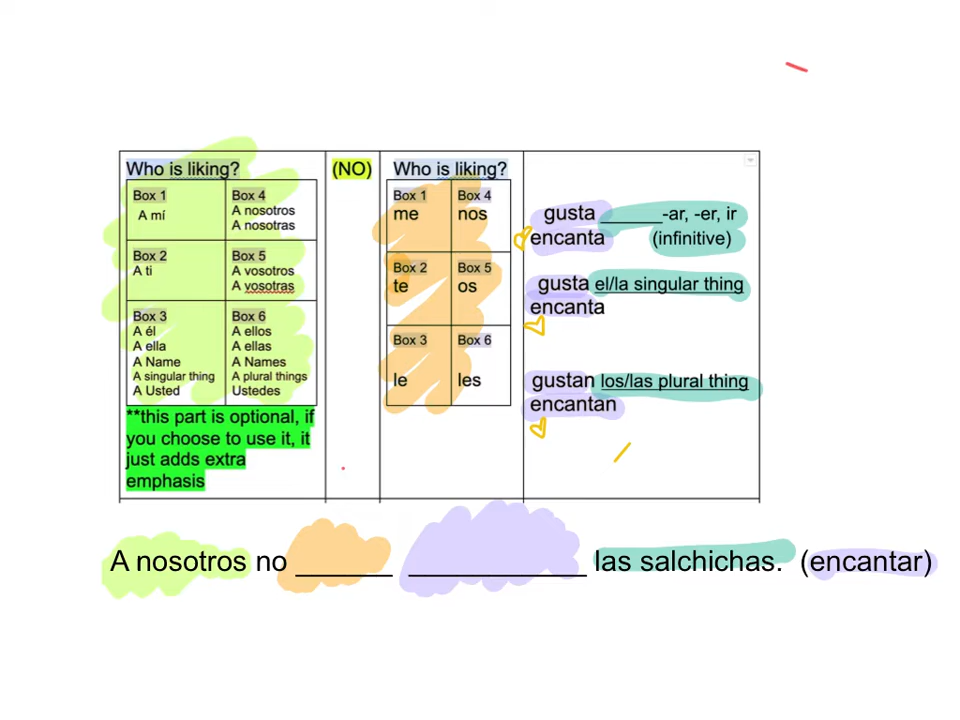 Who is liking?
Box 1
A mí
Box 4
A nosotros
A nosotras
Box 2
A ti
Box 5
A vosotros
A vosotras
Box 3
A él
A ella
A Name
A singular thing
A Usted
Box 6
A ellos
A ellas
A Names
A plural things
Ustedes
**this part is optional, if
you choose to use it, it
just adds extra
emphasis
(NO)
Who is liking?
Box 1
me
Box 4
nos
Box 2
te
Box 5
os
Box 3
le
Box 6
les
gusta ______-ar, -er, ir
encanta (infinitive)
gusta el/la singular thing
encanta
gustan los/las plural thing
encantan
A nosotros no ______ ___________ las salchichas. (encantar)